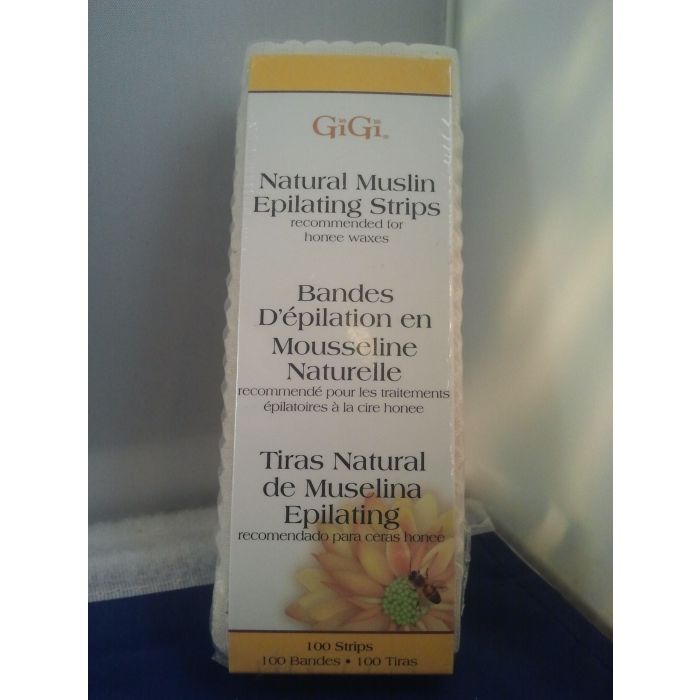 GiGi
Natural Muslin
Epilating Strips
recommended for
honee waxes
Bandes
D'épilation en
Mousseline
Naturelle
recommendé pour les traitements
épilatoires à la cire honee
Tiras Natural
de Muselina
Epilating
recomendado para ceras honee
100 Strips
100 Bandes • 100 Tiras